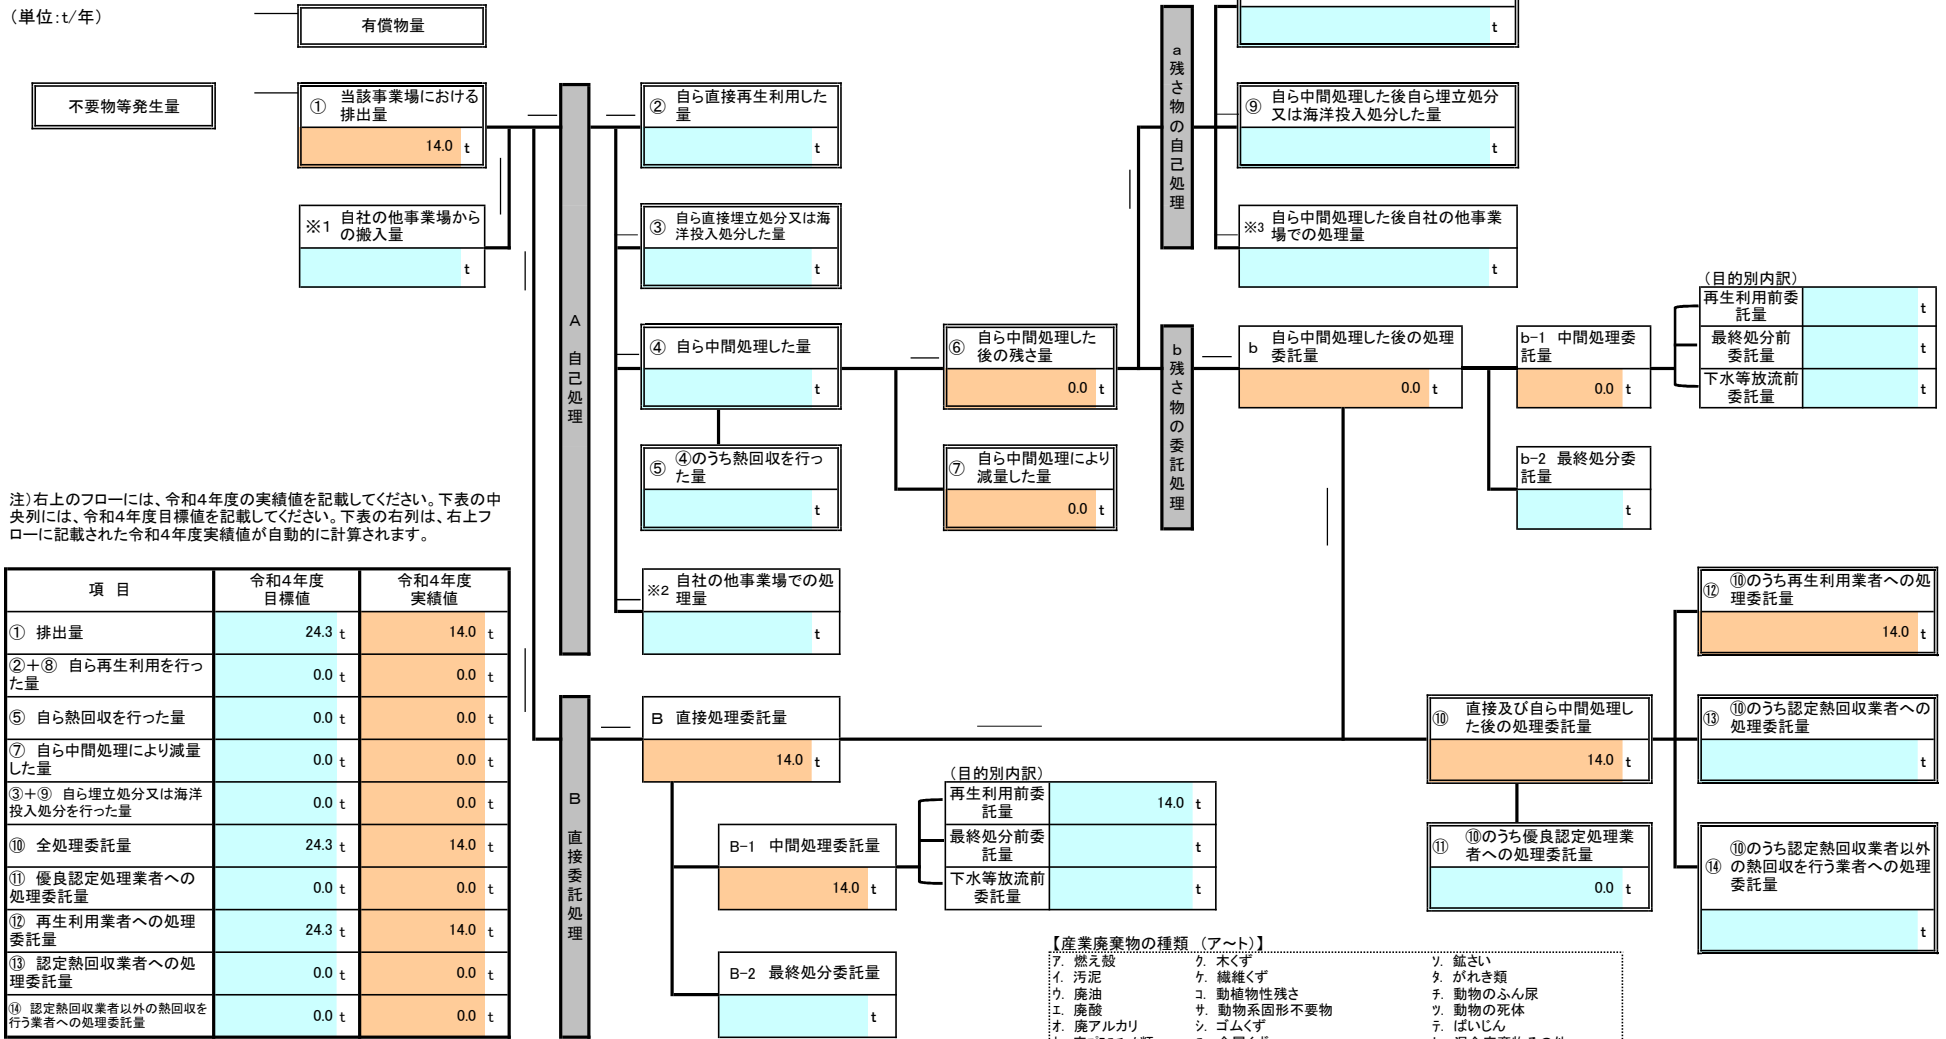 （単位:t/年）
有償物量
t
不要物等発生量
① 当該事業場における
排出量
14.0 t
※1 自社の他事業場から
の搬入量
t
A 自己処理
② 自ら直接再生利用した
量
t
③ 自ら直接埋立処分又は海
洋投入処分した量
t
④ 自ら中間処理した量
t
⑤ ④のうち熱回収を行っ
た量
t
※2 自社の他事業場での処
理量
t
⑥ 自ら中間処理した
後の残さ量
0.0 t
⑦ 自ら中間処理により
減量した量
0.0 t
a 残さ物の自己処理
⑨ 自ら中間処理した後自ら埋立処分
又は海洋投入処分した量
t
※3 自ら中間処理した後自社の他事業
場での処理量
t
b 残さ物の委託処理
b 自ら中間処理した後の処理
委託量
0.0 t
b-1 中間処理委
託量
0.0 t
b-2 最終処分委
託量
t
（目的別内訳）
再生利用前委
託量
t
最終処分前
委託量
t
下水等放流前
委託量
t
注）右上のフローには、令和4年度の実績値を記載してください。下表の中
央列には、令和4年度目標値を記載してください。下表の右列は、右上フ
ローに記載された令和4年度実績値が自動的に計算されます。
項 目 令和4年度
目標値 令和4年度
実績値
① 排出量 24.3 t 14.0 t
②＋⑧ 自ら再生利用を行っ
た量 0.0 t 0.0 t
⑤ 自ら熱回収を行った量 0.0 t 0.0 t
⑦ 自ら中間処理により減量
した量 0.0 t 0.0 t
③＋⑨ 自ら埋立処分又は海洋
投入処分を行った量 0.0 t 0.0 t
⑩ 全処理委託量 24.3 t 14.0 t
⑪ 優良認定処理業者への
処理委託量 0.0 t 0.0 t
⑫ 再生利用業者への処理
委託量 24.3 t 14.0 t
⑬ 認定熱回収業者への処
理委託量 0.0 t 0.0 t
⑭ 認定熱回収業者以外の熱回収を
行う業者への処理委託量 0.0 t 0.0 t
B 直接委託処理
B 直接処理委託量
14.0 t
B-1 中間処理委託量
14.0 t
B-2 最終処分委託量
t
（目的別内訳）
再生利用前委
託量
14.0 t
最終処分前委
託量
t
下水等放流前
委託量
t
⑩ 直接及び自ら中間処理し
た後の処理委託量
14.0 t
⑪ ⑩のうち優良認定処理業
者への処理委託量
0.0 t
⑫ ⑩のうち再生利用業者への処
理委託量
14.0 t
⑬ ⑩のうち認定熱回収業者への
処理委託量
t
⑭ ⑩のうち認定熱回収業者以外
の熱回収を行う業者への処理
委託量
t
【産業廃棄物の種類 （ア～ト）】
ア. 燃え殻 ク. 木くず ソ. 鉱さい
イ. 汚泥 ケ. 繊維くず タ. がれき類
ウ. 廃油 コ. 動植物性残さ チ. 動物のふん尿
エ. 廃酸 サ. 動物系固形不要物 ツ. 動物の死体
オ. 廃アルカリ シ. ゴムくず テ. ばいじん